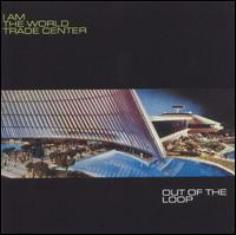 I AM
THE WORLD
TRADE CENTER
OUT OF THE
LOOP